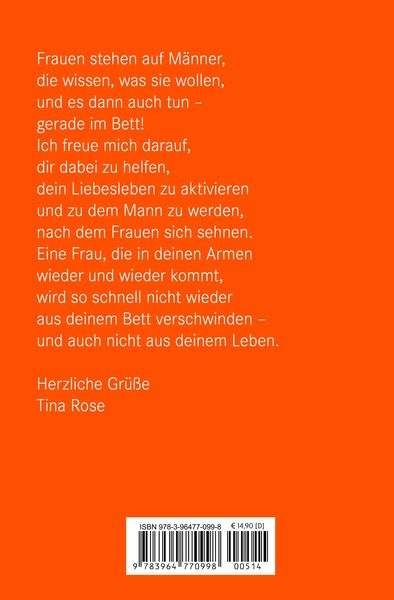 Frauen stehen auf Männer,
die wissen, was sie wollen,
und es dann auch tun –
gerade im Bett!
Ich freue mich darauf,
dir dabei zu helfen,
dein Liebesleben zu aktivieren
und zu dem Mann zu werden,
nach dem Frauen sich sehnen.
Eine Frau, die in deinen Armen
wieder und wieder kommt,
wird so schnell nicht wieder
aus deinem Bett verschwinden –
und auch nicht aus deinem Leben.
Herzliche Grüße
Tina Rose
ISBN 978-3-96477-099-8 € 14,90 [D]
9 783964 770998 00514